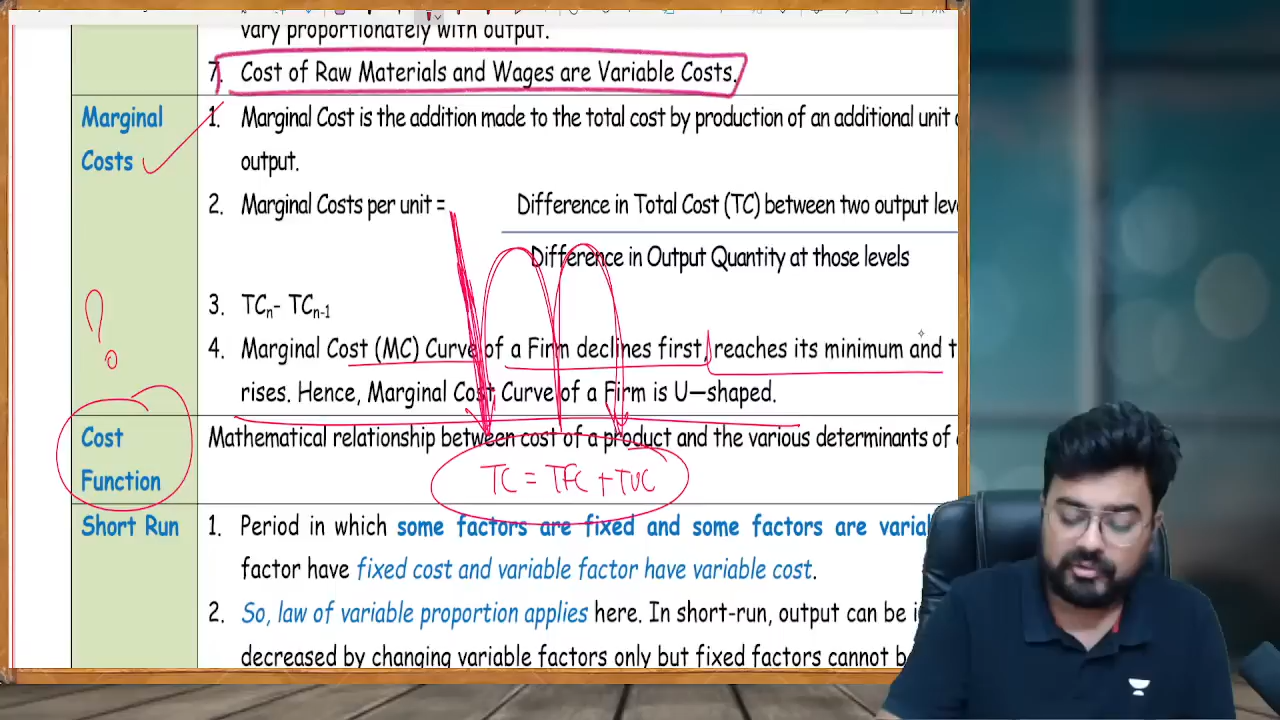 vary proportionately with output.
7. Cost of Raw Materials and Wages are Variable Costs.
Marginal Costs
1. Marginal Cost is the addition made to the total cost by production of an additional unit
output.
2. Marginal Costs per unit =
Difference in Total Cost (TC) between two output
Difference in Output Quantity at those levels
3. TCn- TCn-1
4. Marginal Cost (MC) Curve of a Firm declines first, reaches its minimum and
rises. Hence, Marginal Cost Curve of a Firm is U—shaped.
?
Cost Function
Mathematical relationship between cost of a product and the various determinants of
TC = TFC + TVC
Short Run
1. Period in which some factors are fixed and some factors are
factor have fixed cost and variable factor have variable cost.
2. So, law of variable proportion applies here. In short-run, output can be
decreased by changing variable factors only but fixed factors cannot